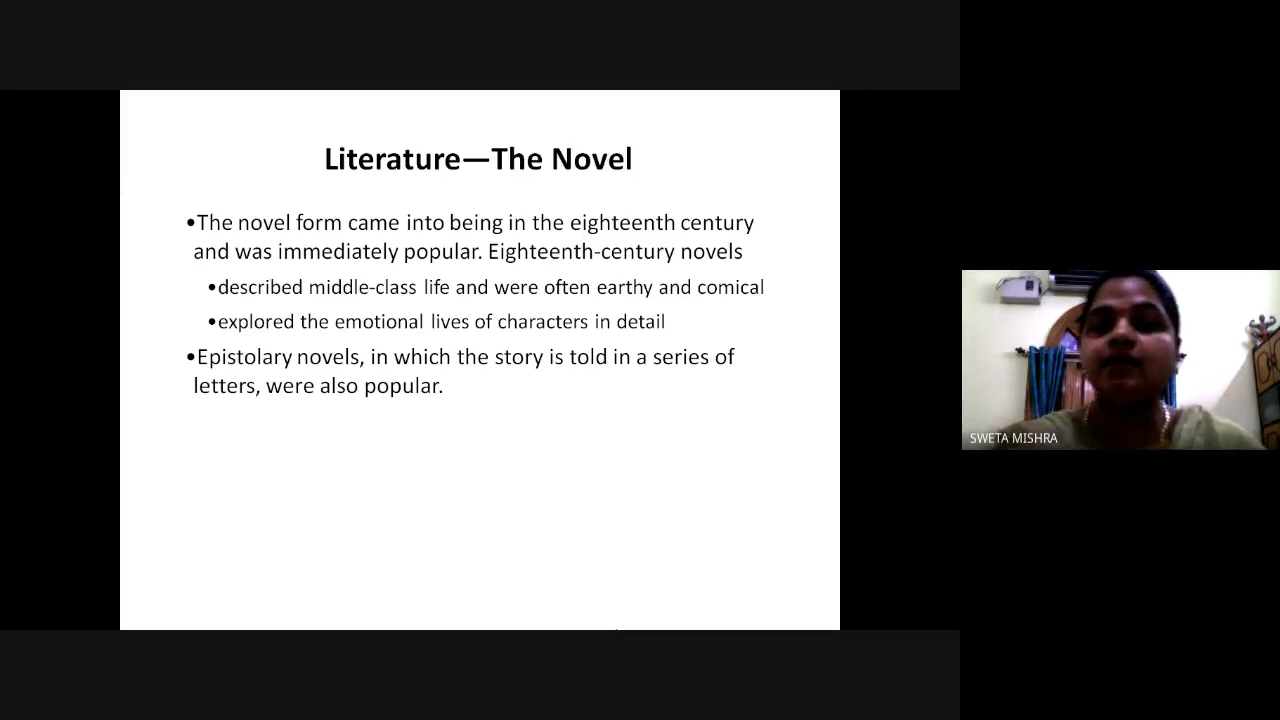 Literature—The Novel
•The novel form came into being in the eighteenth century
and was immediately popular. Eighteenth-century novels
•described middle-class life and were often earthy and comical
•explored the emotional lives of characters in detail
•Epistolary novels, in which the story is told in a series of
letters, were also popular.
SWETA MISHRA